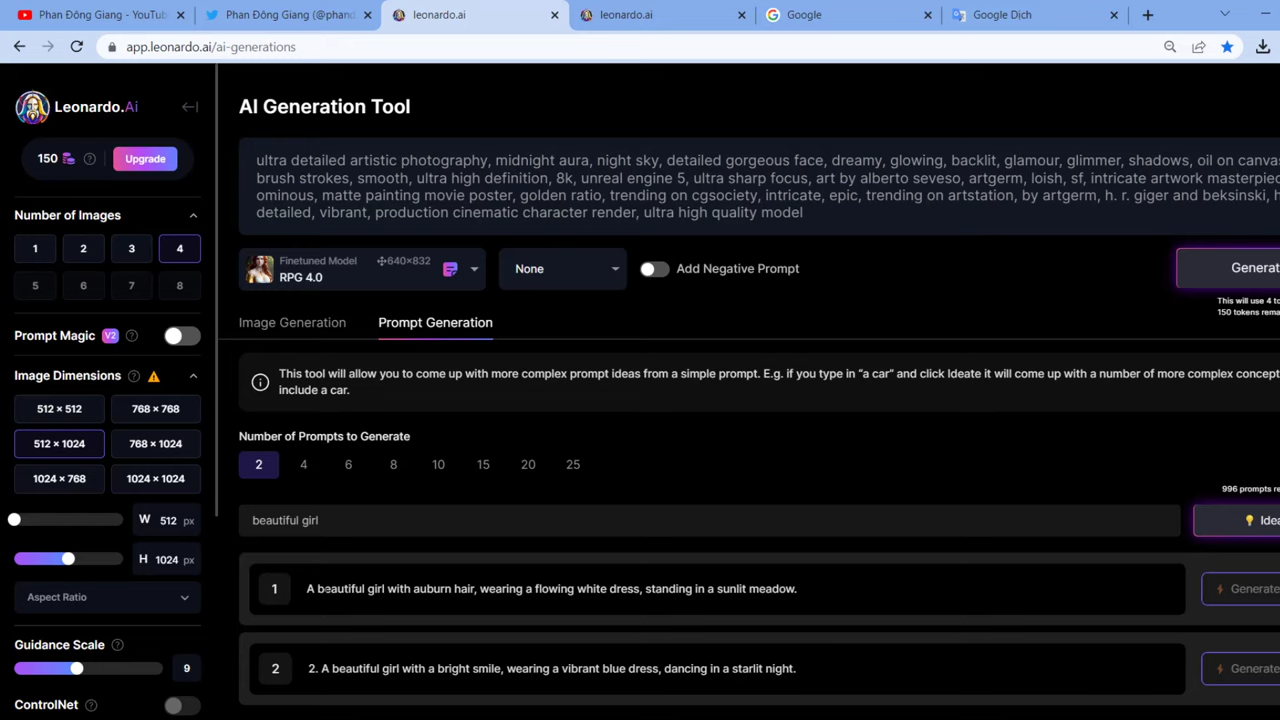 Phan Đông Giang - YouTube
Phan Đông Giang (@phand
leonardo.ai
leonardo.ai
Google
Google Dịch
app.leonardo.ai/ai-generations
Leonardo.Ai
150
Upgrade
Number of Images
1 2 3 4
5 6 7 8
Prompt Magic V2
Image Dimensions
512 × 512 768 × 768
512 × 1024 768 × 1024
1024 × 768 1024 × 1024
W 512 px
H 1024 px
Aspect Ratio
Guidance Scale
9
ControlNet
AI Generation Tool
ultra detailed artistic photography, midnight aura, night sky, detailed gorgeous face, dreamy, glowing, backlit, glamour, glimmer, shadows, oil on canvas
brush strokes, smooth, ultra high definition, 8k, unreal engine 5, ultra sharp focus, art by alberto seveso, artgerm, loish, sf, intricate artwork masterpiec
ominous, matte painting movie poster, golden ratio, trending on cgsociety, intricate, epic, trending on artstation, by artgerm, h. r. giger and beksinski, h
detailed, vibrant, production cinematic character render, ultra high quality model
Finetuned Model 640×832
RPG 4.0
None
Add Negative Prompt
Generat
This will use 4 to
150 tokens rema
Image Generation Prompt Generation
This tool will allow you to come up with more complex prompt ideas from a simple prompt. E.g. if you type in “a car” and click Ideate it will come up with a number of more complex concept
include a car.
Number of Prompts to Generate
2 4 6 8 10 15 20 25
996 prompts re
beautiful girl
Idea
1 A beautiful girl with auburn hair, wearing a flowing white dress, standing in a sunlit meadow.
Generate
2 2. A beautiful girl with a bright smile, wearing a vibrant blue dress, dancing in a starlit night.
Generate